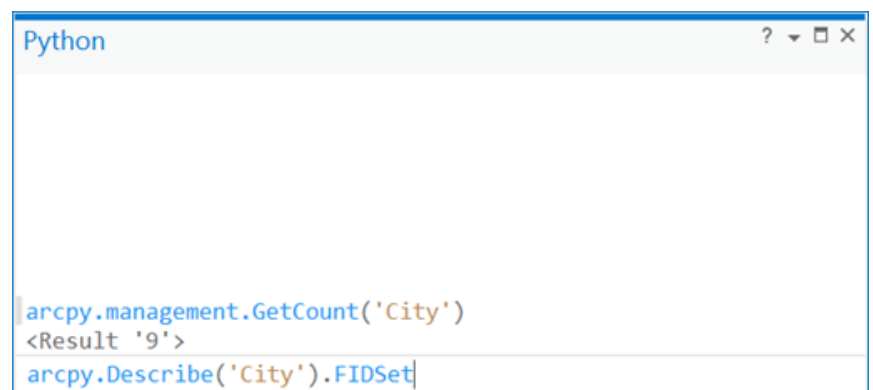 Python ?
arcpy.management.GetCount('City')
<Result '9'>
arcpy.Describe('City').FIDSet